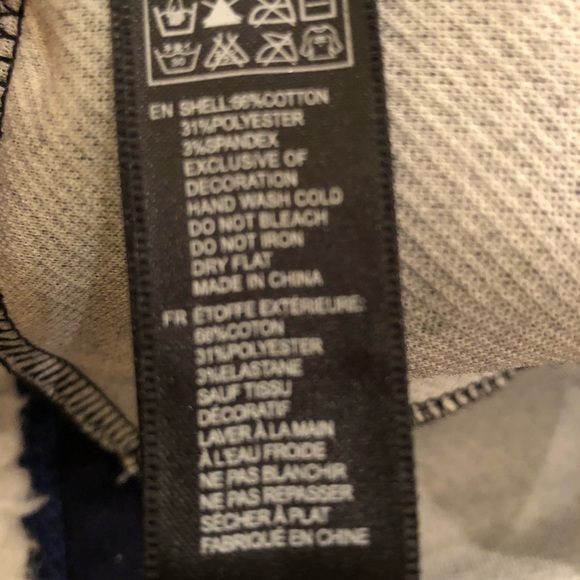 EN SHELL:66%COTTON
31%POLYESTER
3%SPANDEX
EXCLUSIVE OF
DECORATION
HAND WASH COLD
DO NOT BLEACH
DO NOT IRON
DRY FLAT
MADE IN CHINA
FR ÉTOFFE EXTÉRIEURE:
66%COTON
31%POLYESTER
3%ELASTANE
SAUF TISSU
DÉCORATIF
LAVER À LA MAIN
À L'EAU FROIDE
NE PAS BLANCHIR
NE PAS REPASSER
SÉCHER À PLAT
FABRIQUÉ EN CHINE